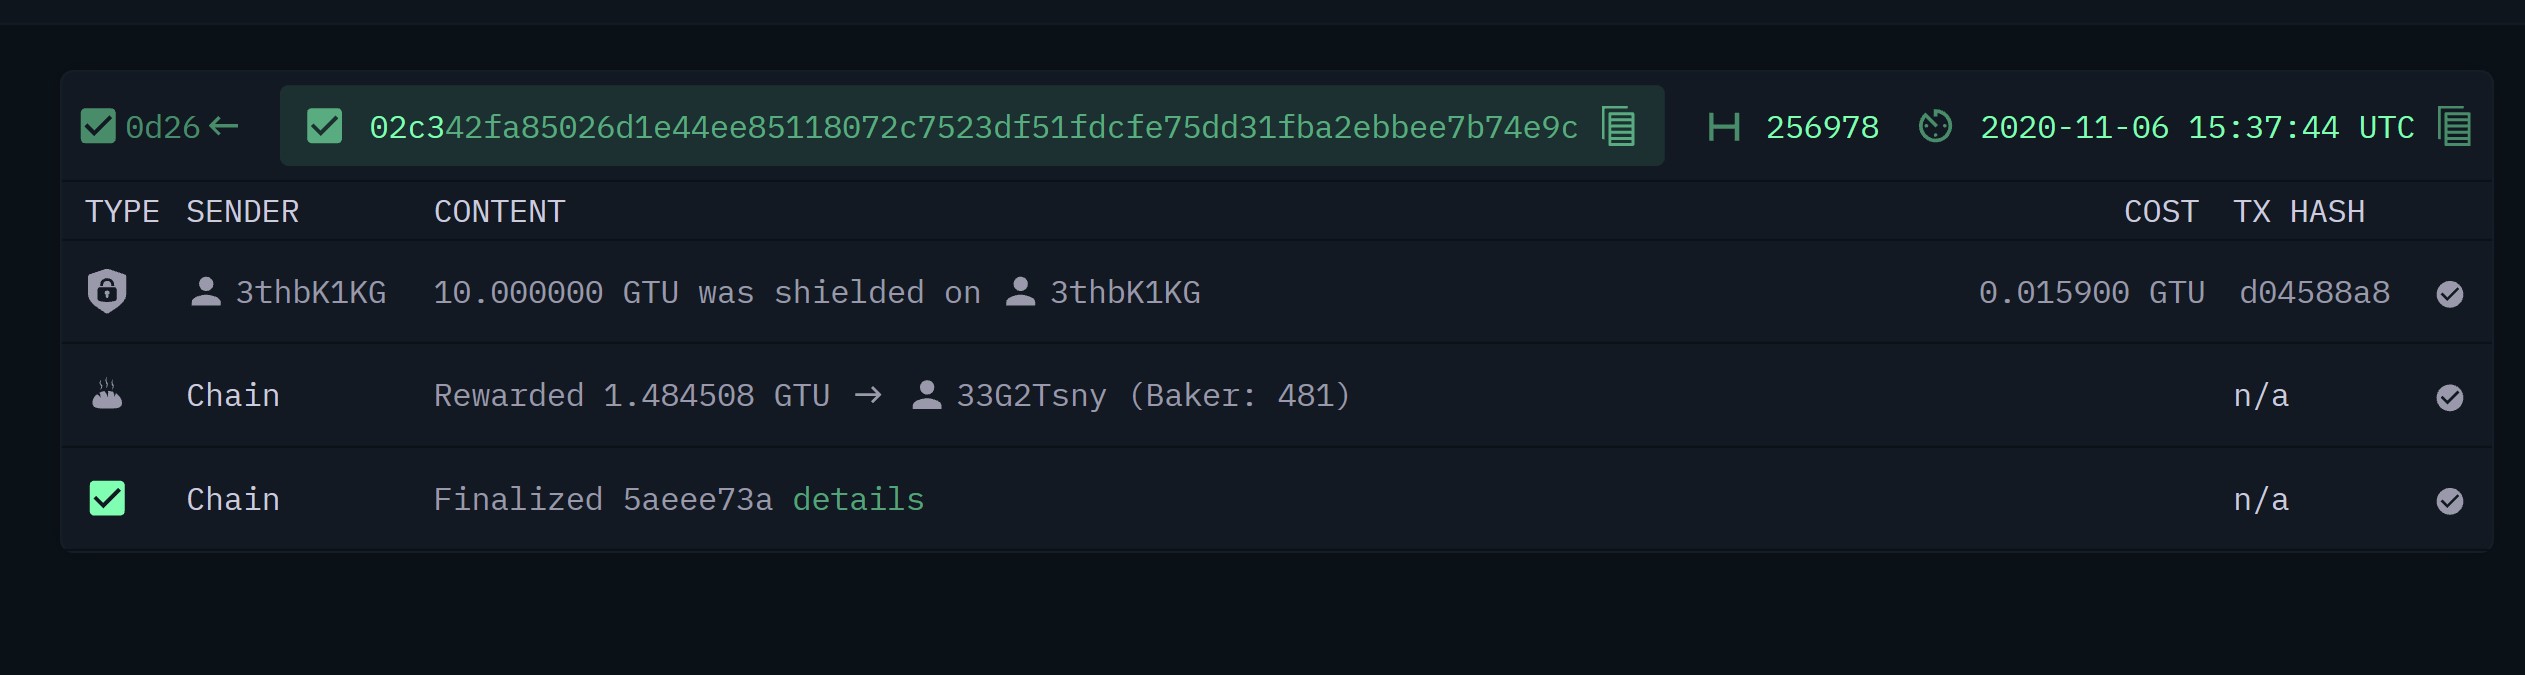 0d26 ← 02c342fa85026d1e44ee85118072c7523df51fdcfe75dd31fba2ebbee7b74e9c 256978 2020-11-06 15:37:44 UTC
TYPE SENDER CONTENT COST TX HASH
3thbK1KG 10.000000 GTU was shielded on 3thbK1KG 0.015900 GTU d04588a8
Chain Rewarded 1.484508 GTU → 33G2Tsny (Baker: 481) n/a
Chain Finalized 5aeee73a details n/a